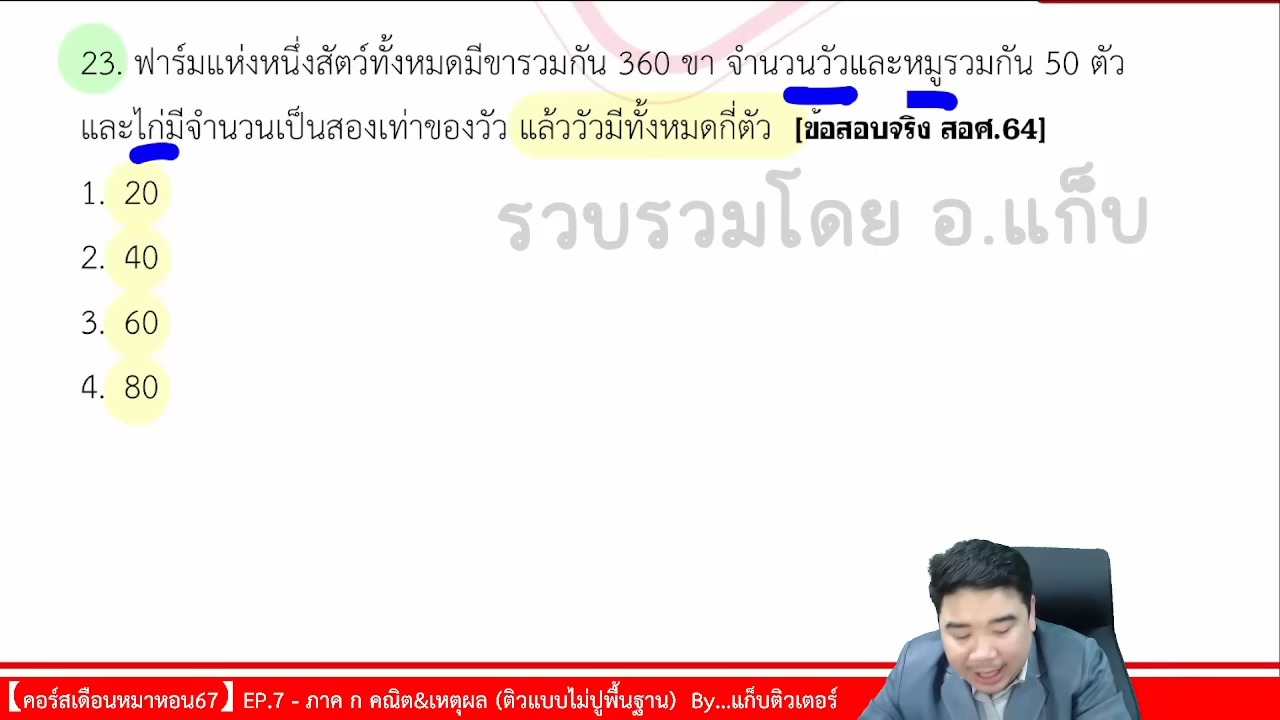 23. ฟาร์มแห่งหนึ่งสัตว์ทั้งหมดมีขารวมกัน 360 ขา จำนวนวัวและหมูรวมกัน 50 ตัว
และไก่มีจำนวนเป็นสองเท่าของวัว แล้ววัวมีทั้งหมดกี่ตัว [ข้อสอบจริง สอศ.64]
1. 20
2. 40
3. 60
4. 80
รวบรวมโดย อ.แก๊บ
【คอร์สเดือนหมาหอน67】 EP.7 - ภาค ก คณิต&เหตุผล (ติวแบบไม่ปูพื้นฐาน) By...แก็บติวเตอร์